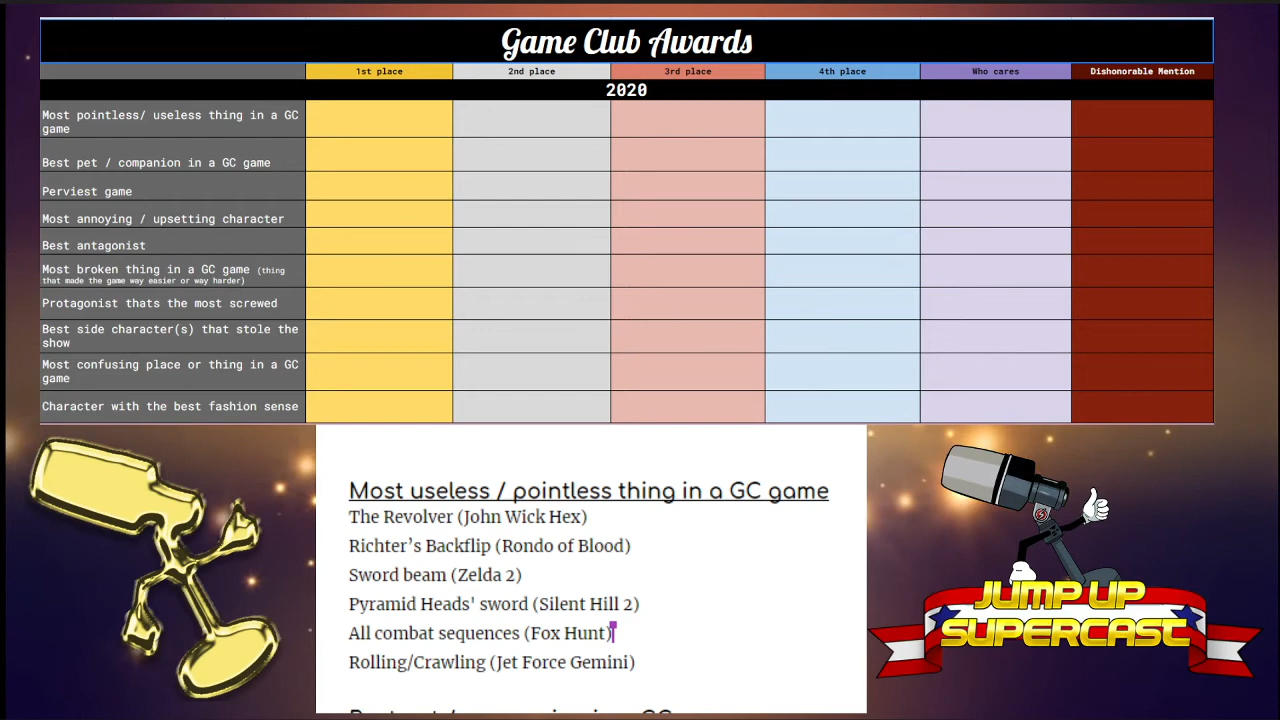 Game Club Awards
1st place 2nd place 3rd place 4th place Who cares Dishonorable Mention
2020
Most pointless/ useless thing in a GC
game
Best pet / companion in a GC game
Perviest game
Most annoying / upsetting character
Best antagonist
Most broken thing in a GC game (thing
that made the game way easier or way harder)
Protagonist thats the most screwed
Best side character(s) that stole the
show
Most confusing place or thing in a GC
game
Character with the best fashion sense
Most useless / pointless thing in a GC game
The Revolver (John Wick Hex)
Richter's Backflip (Rondo of Blood)
Sword beam (Zelda 2)
Pyramid Heads' sword (Silent Hill 2)
All combat sequences (Fox Hunt)
Rolling/Crawling (Jet Force Gemini)
JUMP UP
SUPERCAST